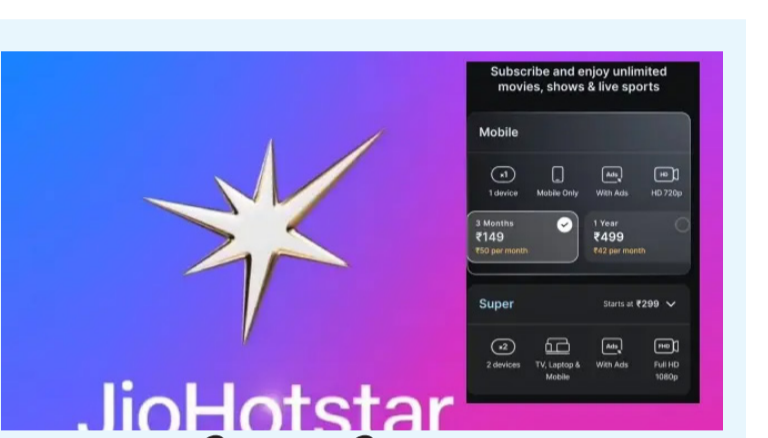 Subscribe and enjoy unlimited
movies, shows & live sports
Mobile
x1
Ads
HD
1 device
Mobile Only
With Ads
HD 720p
3 Months
₹149
₹50 per month
1 Year
₹499
₹42 per month
Super
Starts at ₹299
x2
Ads
FHD
2 devices
TV, Laptop &
Mobile
With Ads
Full HD
1080p
JioHotstar